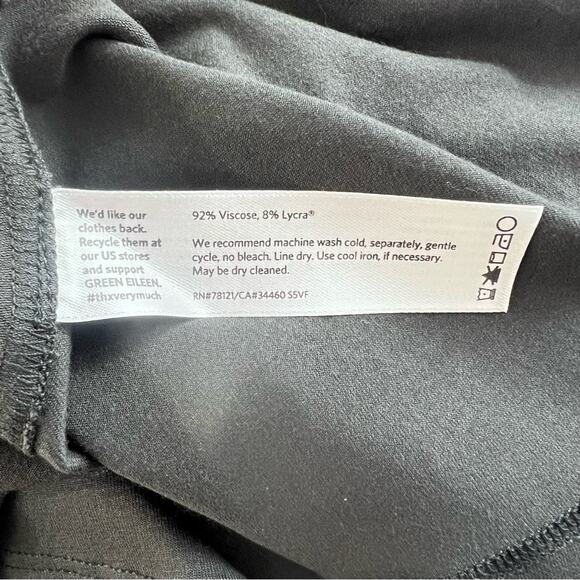 We'd like our
clothes back.
Recycle them at
our US stores
and support
GREEN EILEEN.
#thxverymuch
92% Viscose, 8% Lycra®
We recommend machine wash cold, separately, gentle
cycle, no bleach. Line dry. Use cool iron, if necessary.
May be dry cleaned.
RN#78121/CA#34460 S5VF